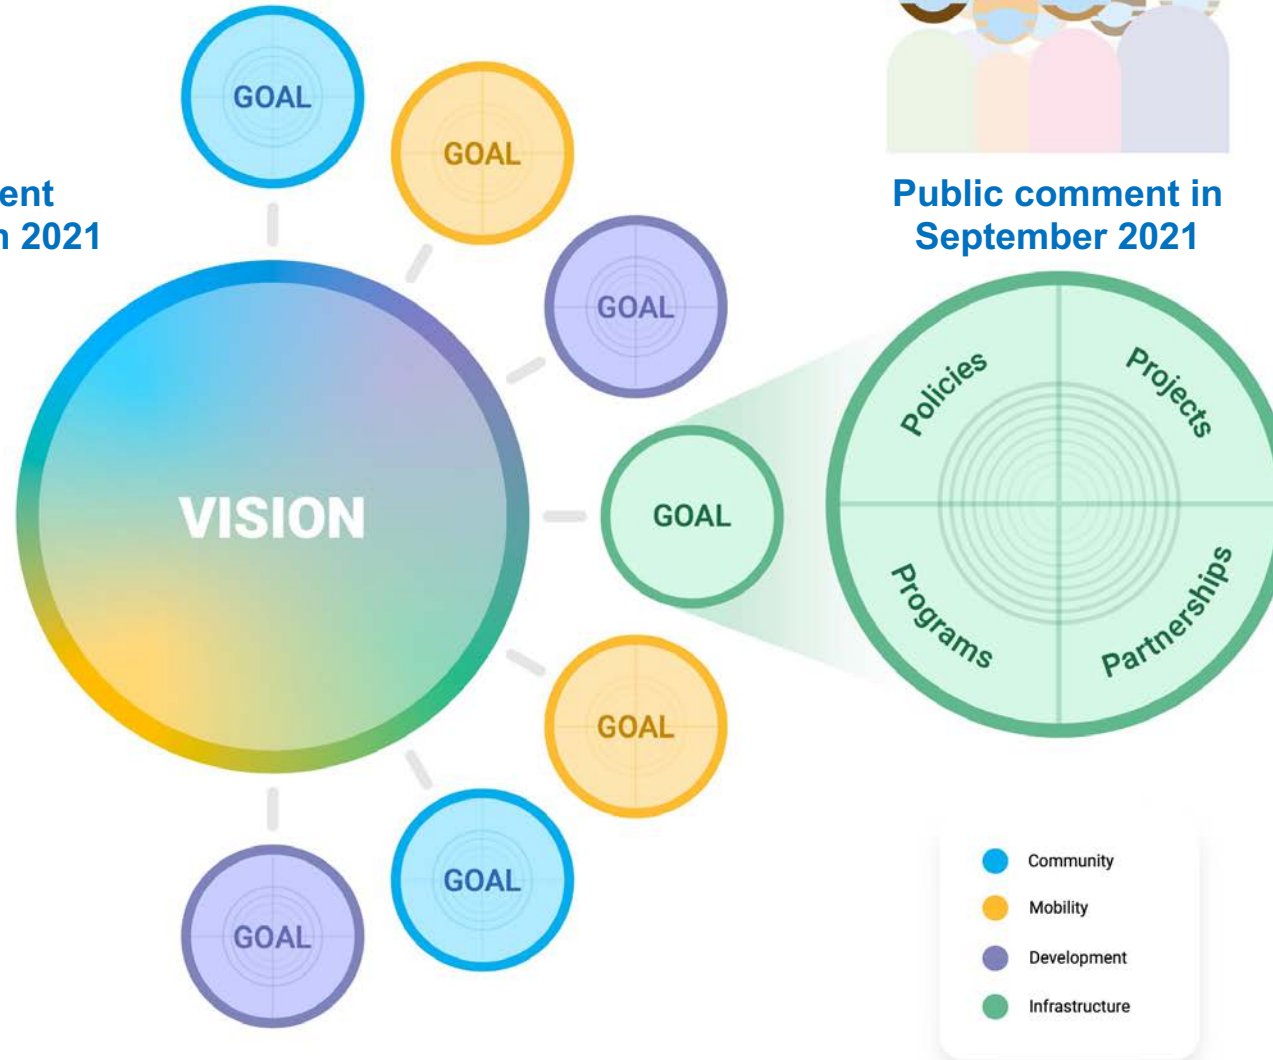 GOAL
GOAL
GOAL
GOAL
GOAL
GOAL
GOAL
VISION
2021
Public comment in
September 2021
Policies
Projects
Programs
Partnerships
Community
Mobility
Development
Infrastructure